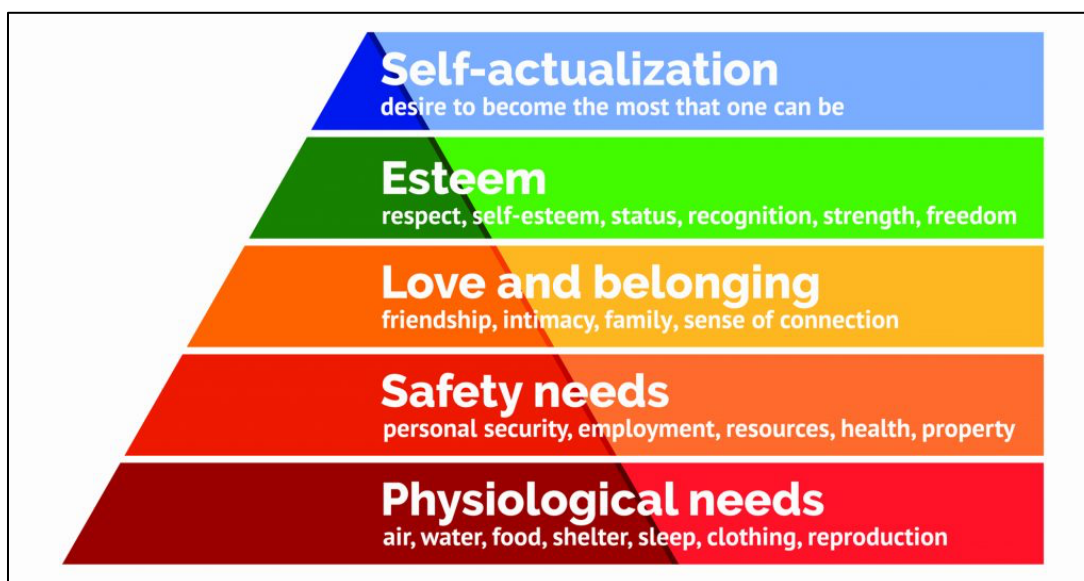 Self-actualization
desire to become the most that one can be
Esteem
respect, self-esteem, status, recognition, strength, freedom
Love and belonging
friendship, intimacy, family, sense of connection
Safety needs
personal security, employment, resources, health, property
Physiological needs
air, water, food, shelter, sleep, clothing, reproduction